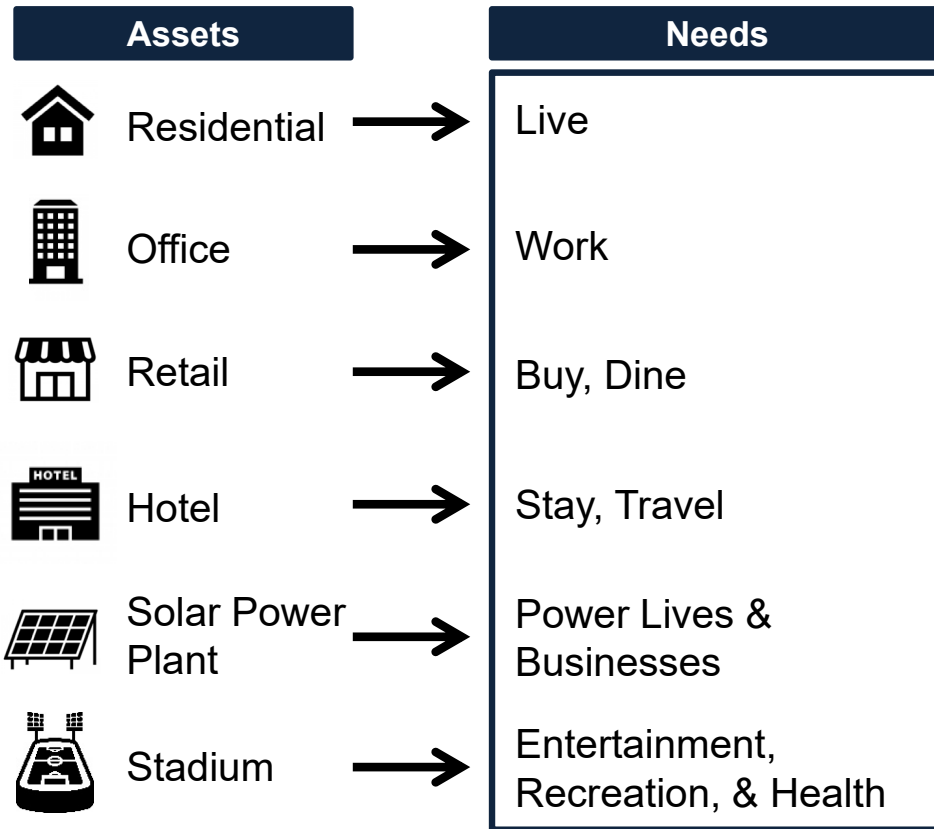 Assets
Needs
Residential
Live
Office
Work
Retail
Buy, Dine
HOTEL
Hotel
Stay, Travel
Solar Power
Plant
Power Lives &
Businesses
Stadium
Entertainment,
Recreation, & Health